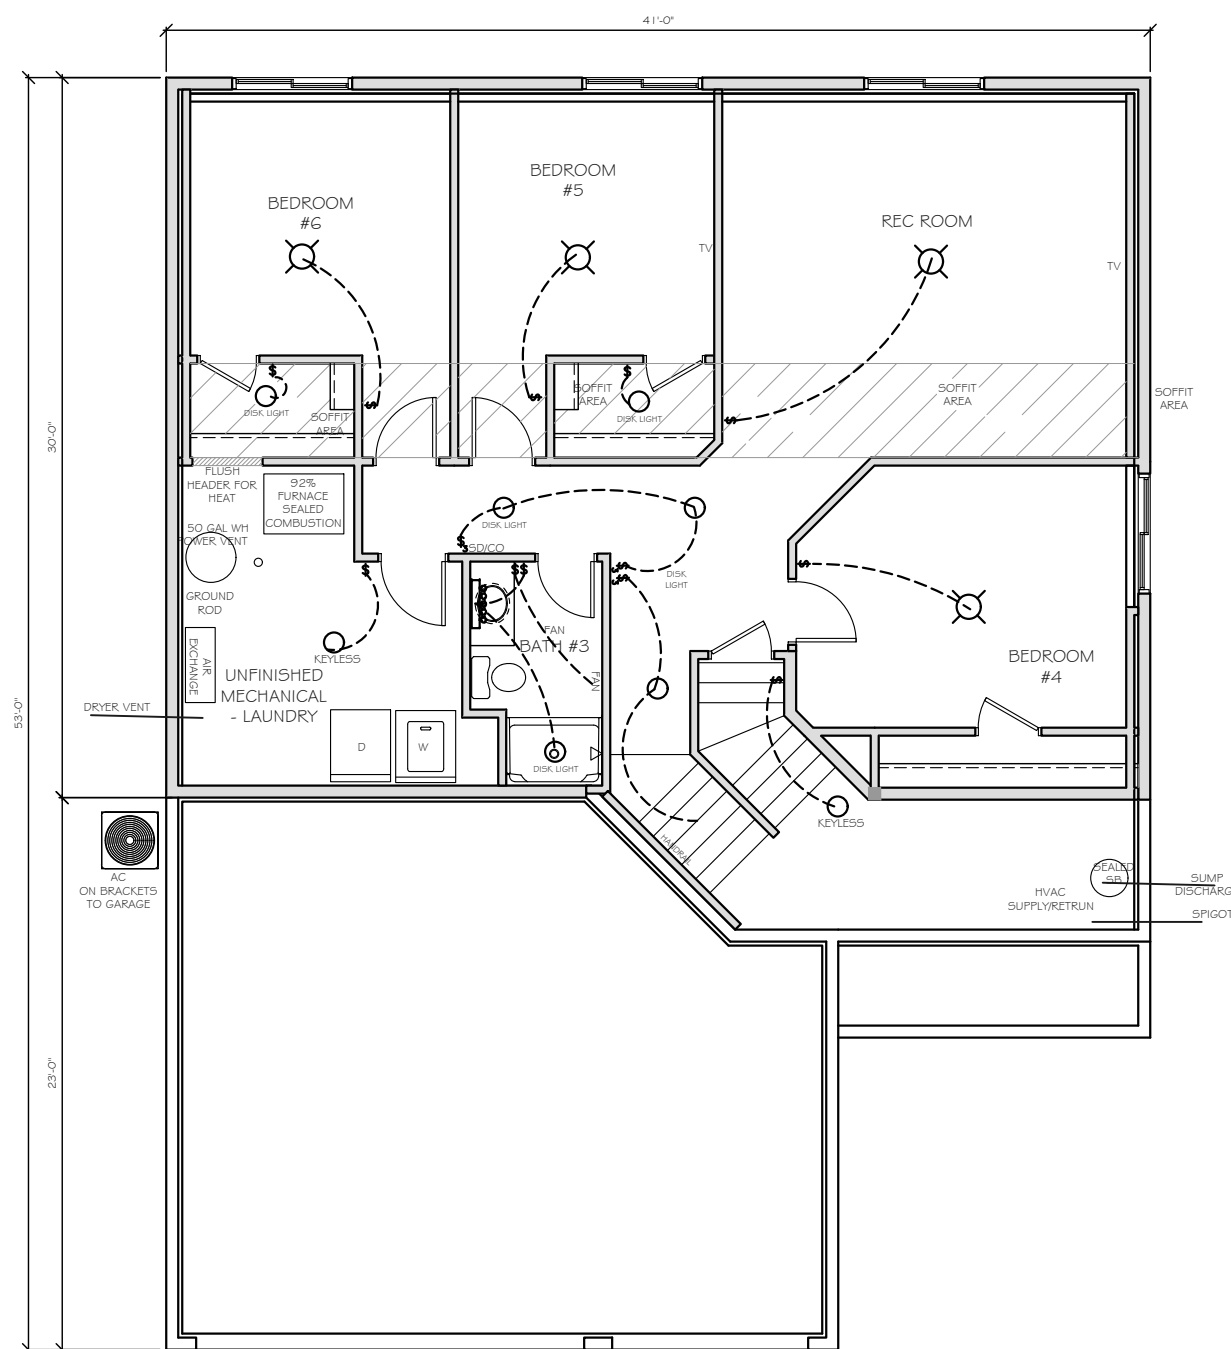 41'-0"
BEDROOM
#5
BEDROOM
#6
REC ROOM
TV
TV
30'-0"
53'-0"
23'-0"
$
$
$
$
$
DISK LIGHT
SOFFIT
AREA
SOFFIT
AREA
DISK LIGHT
SOFFIT
AREA
SOFFIT
AREA
FLUSH
HEADER FOR
HEAT
92%
FURNACE
SEALED
COMBUSTION
50 GAL WH
POWER VENT
GROUND
ROD
AIR
EXCHANGE
DISK LIGHT
$3
SD/CO
DISK
LIGHT
$
$$
$3
$3
$
KEYLESS
UNFINISHED
MECHANICAL
- LAUNDRY
DRYER VENT
D
W
FAN
BATH #3
FAN
DISK LIGHT
BEDROOM
#4
$
KEYLESS
HANDRAIL
AC
ON BRACKETS
TO GARAGE
SEALED
SB
HVAC
SUPPLY/RETRUN
SUMP
DISCHARG
SPIGOT